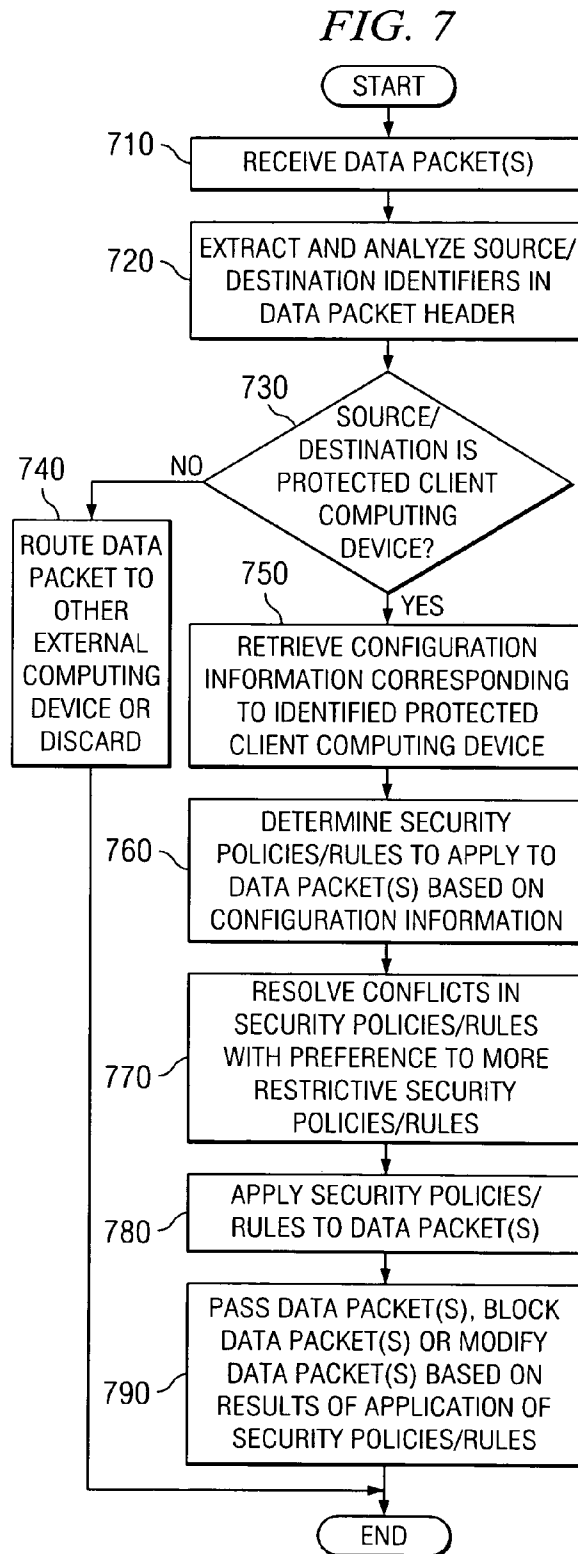 FIG. 7
START
710
RECEIVE DATA PACKET(S)
720
EXTRACT AND ANALYZE SOURCE/
DESTINATION IDENTIFIERS IN
DATA PACKET HEADER
730
SOURCE/
DESTINATION IS
PROTECTED CLIENT
COMPUTING
DEVICE?
NO
740
ROUTE DATA
PACKET TO
OTHER
EXTERNAL
COMPUTING
DEVICE OR
DISCARD
YES
750
RETRIEVE CONFIGURATION
INFORMATION CORRESPONDING
TO IDENTIFIED PROTECTED
CLIENT COMPUTING DEVICE
760
DETERMINE SECURITY
POLICIES/RULES TO APPLY TO
DATA PACKET(S) BASED ON
CONFIGURATION INFORMATION
770
RESOLVE CONFLICTS IN
SECURITY POLICIES/RULES
WITH PREFERENCE TO MORE
RESTRICTIVE SECURITY
POLICIES/RULES
780
APPLY SECURITY POLICIES/
RULES TO DATA PACKET(S)
790
PASS DATA PACKET(S), BLOCK
DATA PACKET(S) OR MODIFY
DATA PACKET(S) BASED ON
RESULTS OF APPLICATION OF
SECURITY POLICIES/RULES
END